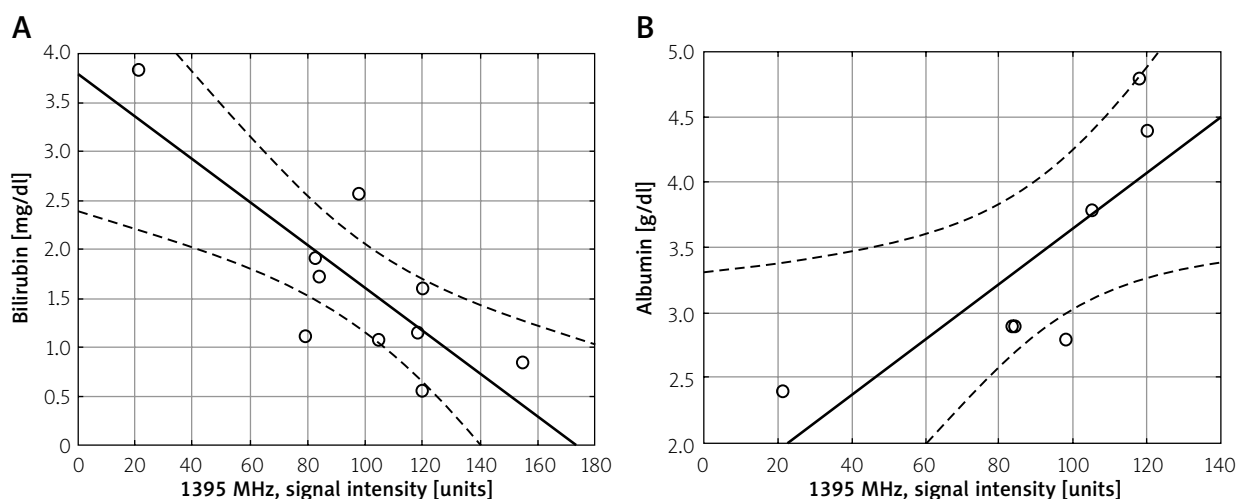 A
Bilirubin [mg/dl]
4.0
3.5
3.0
2.5
2.0
1.5
1.0
0.5
0
0 20 40 60 80 100 120 140 160 180
1395 MHz, signal intensity [units]
B
Albumin [g/dl]
5.0
4.5
4.0
3.5
3.0
2.5
2.0
0 20 40 60 80 100 120 140
1395 MHz, signal intensity [units]